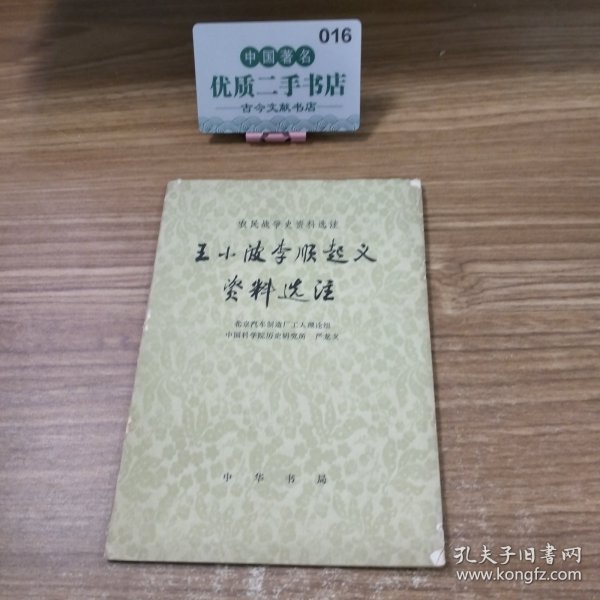 016
中国著名
优质二手书店
古今文献书店
农民战争史资料选注
王小波李顺起义
资料选注
北京汽车制造厂工人理论组
中国科学院历史研究所 严龙文
中华书局
孔夫子旧书网
www.kongfz.com